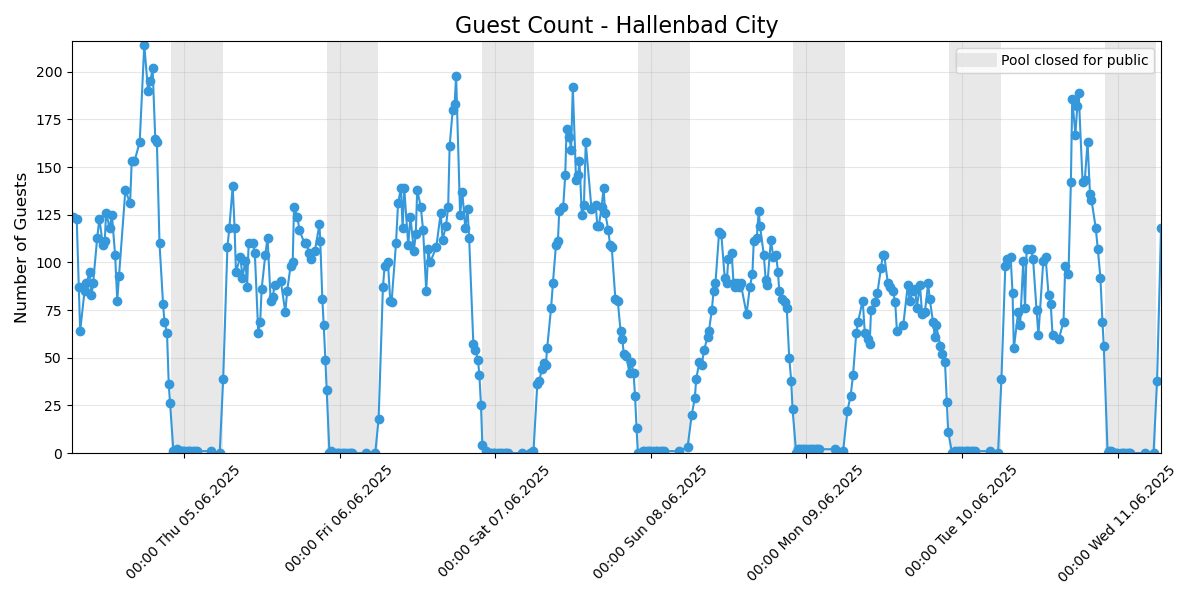 Guest Count - Hallenbad City
Pool closed for public
Number of Guests
200
175
150
125
100
75
50
25
0
00:00 Thu 05.06.2025
00:00 Fri 06.06.2025
00:00 Sat 07.06.2025
00:00 Sun 08.06.2025
00:00 Mon 09.06.2025
00:00 Tue 10.06.2025
00:00 Wed 11.06.2025